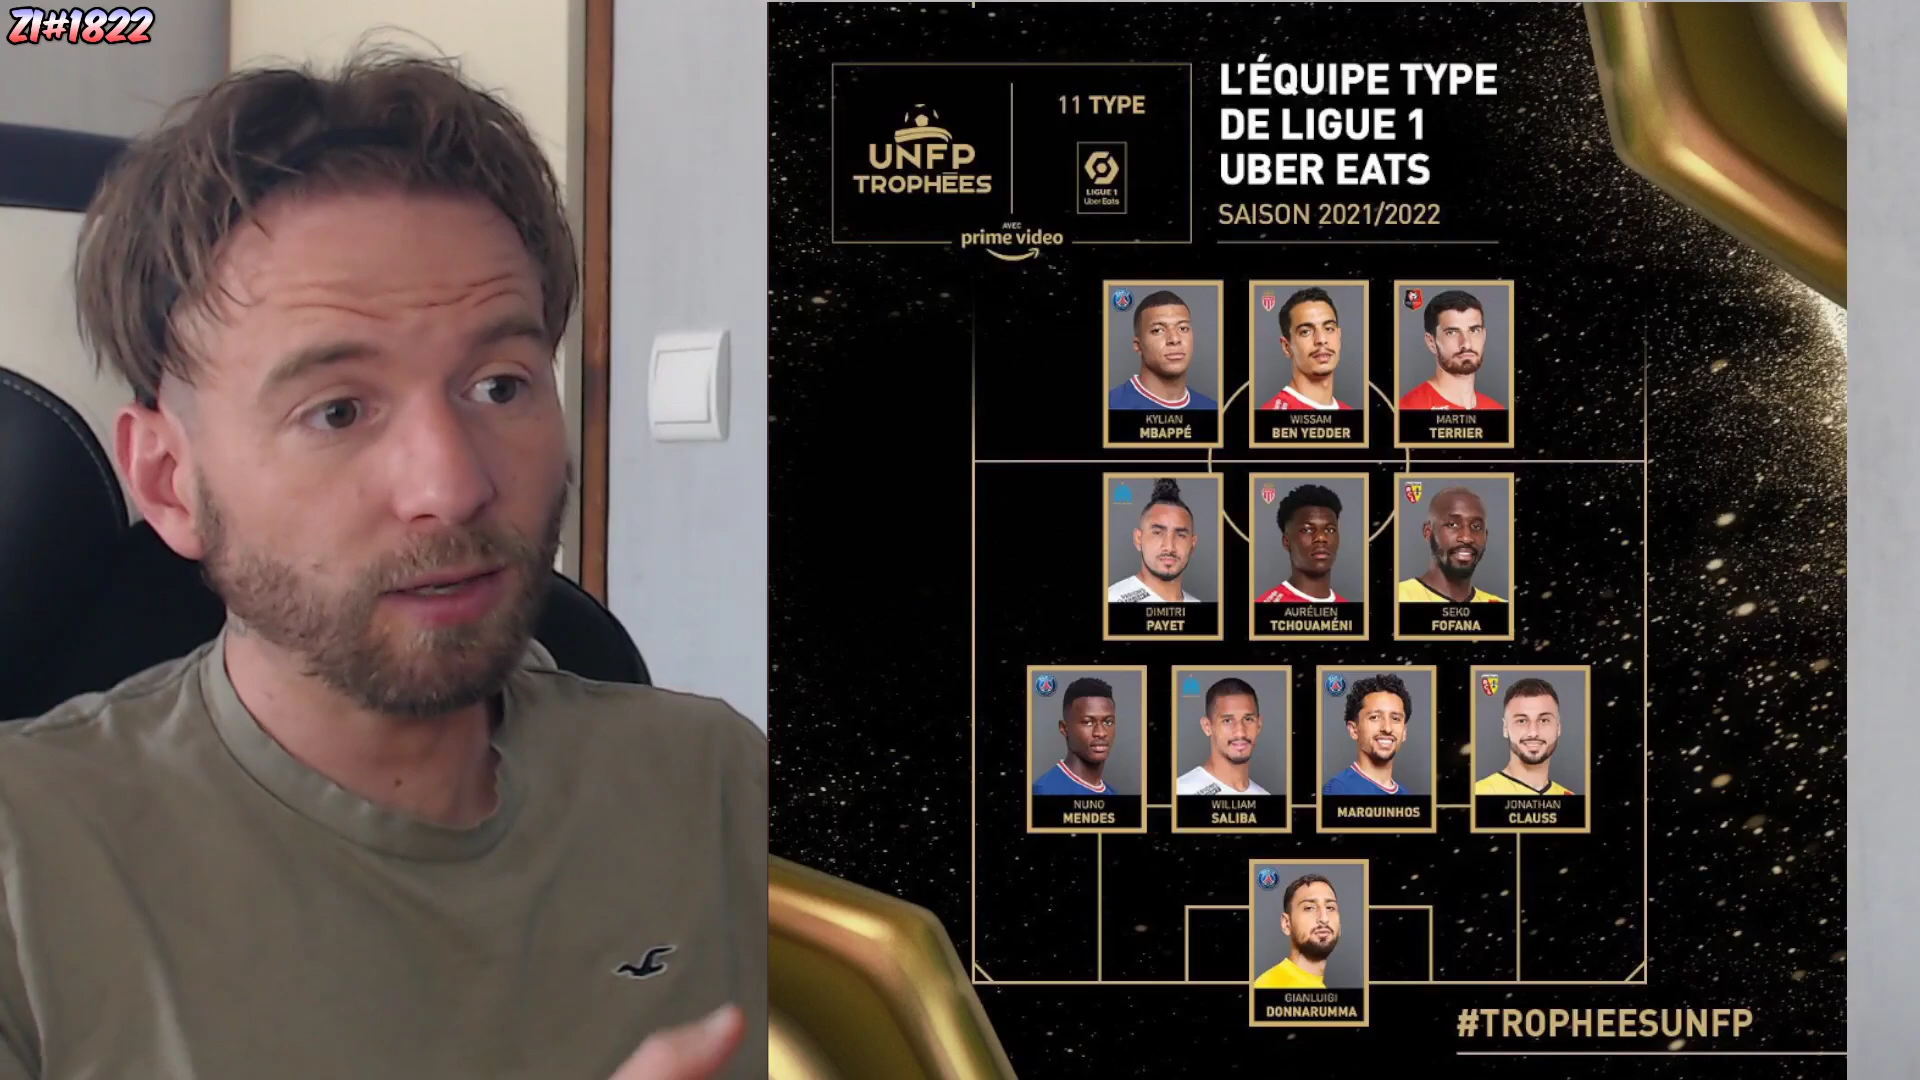 ZI#1822
UNFP
TROPHÉES
11 TYPE
LIGUE 1
Uber Eats
AVEC
prime video
L'ÉQUIPE TYPE
DE LIGUE 1
UBER EATS
SAISON 2021/2022
KYLIAN
MBAPPÉ
WISSAM
BEN YEDDER
MARTIN
TERRIER
DIMITRI
PAYET
AURÉLIEN
TCHOUAMÉNI
SEKO
FOFANA
NUNO
MENDES
WILLIAM
SALIBA
MARQUINHOS
JONATHAN
CLAUSS
GIANLUIGI
DONNARUMMA
#TROPHEESUNFP